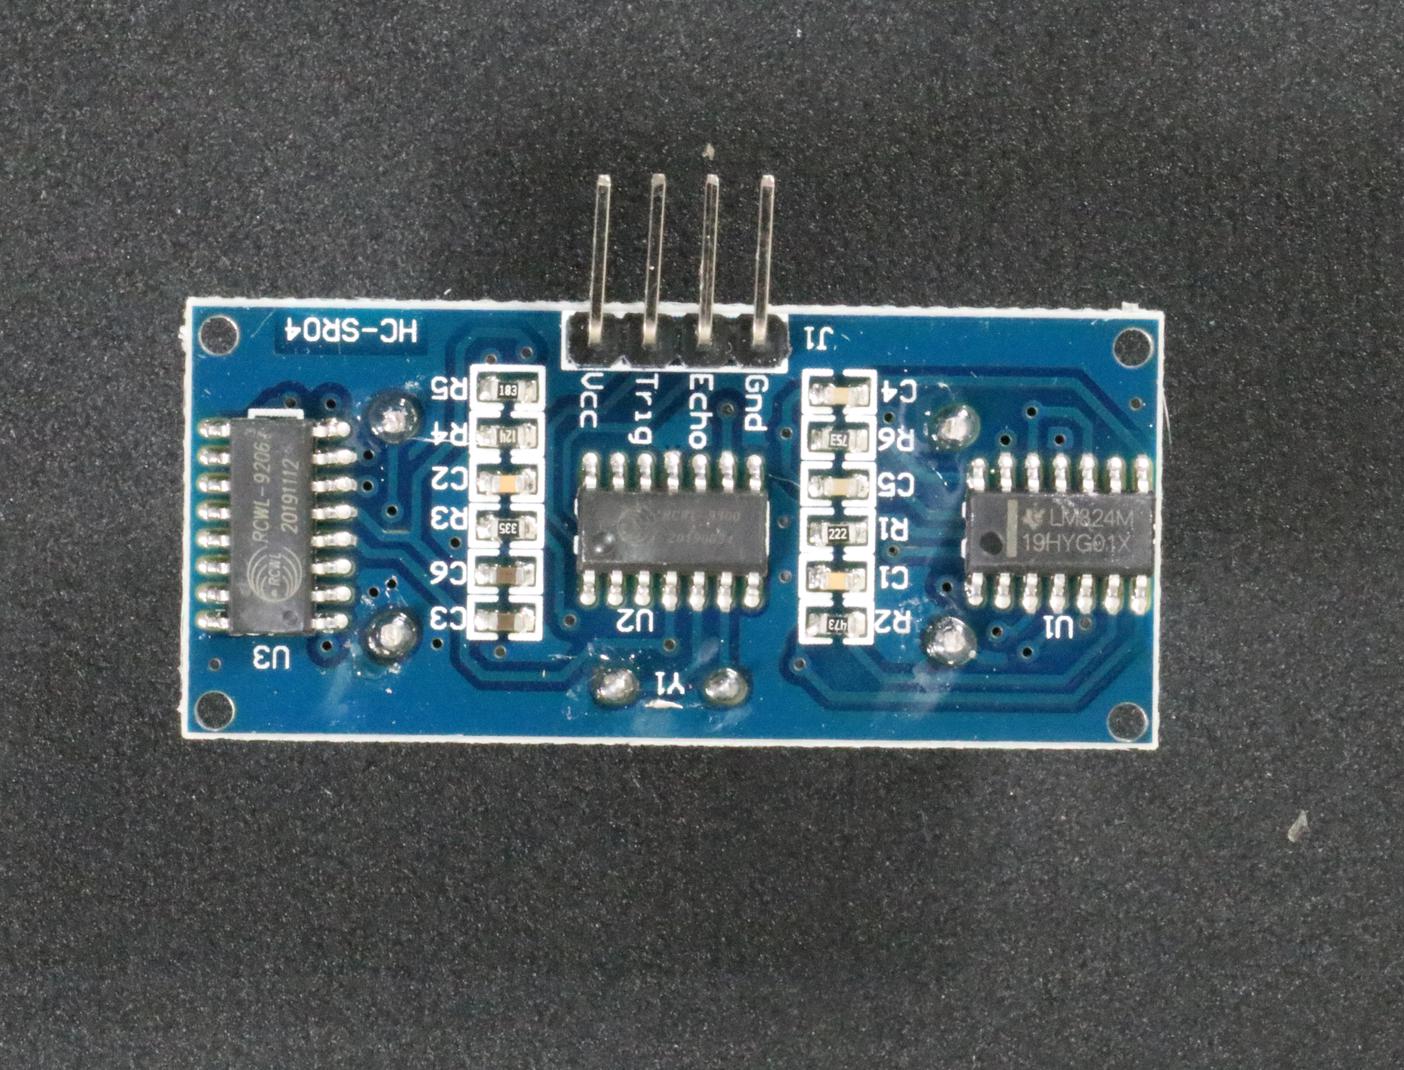 HC-SR04
J1
Vcc
Trig
Echo
Gnd
R5
183
R4
124
C2
R3
335
C6
C3
C4
R6
753
C5
R1
222
C1
R2
473
RCWL-9206
20191112
RCWL
U3
U2
Y1
LM324M
19HYG01X
U1